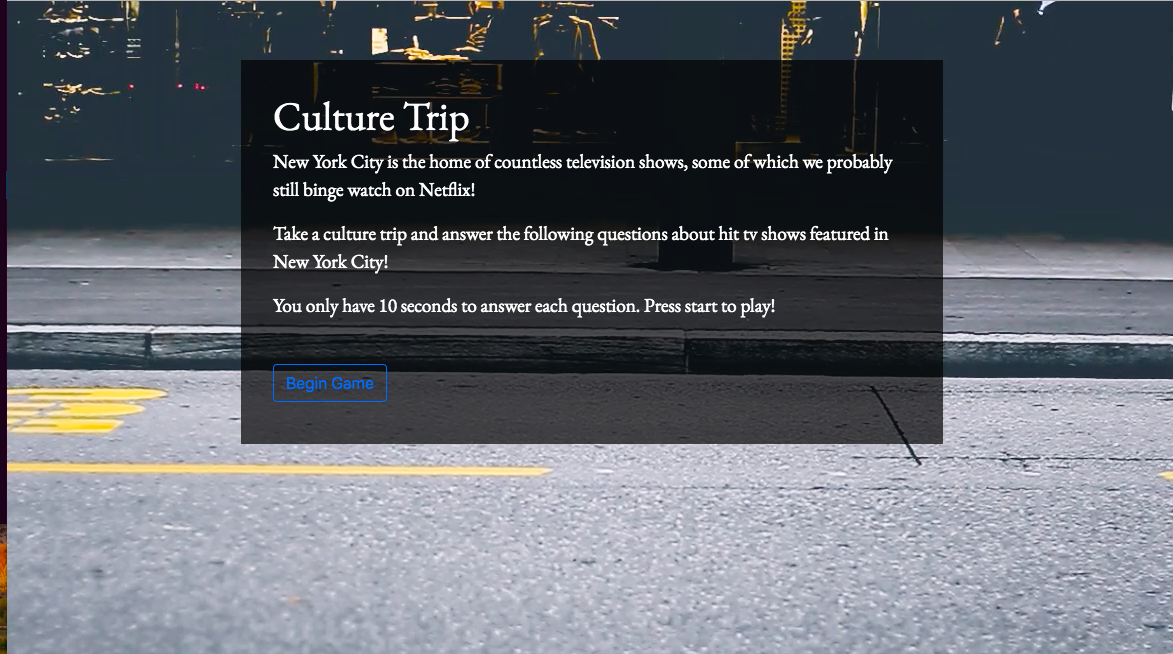 Culture Trip
New York City is the home of countless television shows, some of which we probably
still binge watch on Netflix!
Take a culture trip and answer the following questions about hit tv shows featured in
New York City!
You only have 10 seconds to answer each question. Press start to play!
Begin Game